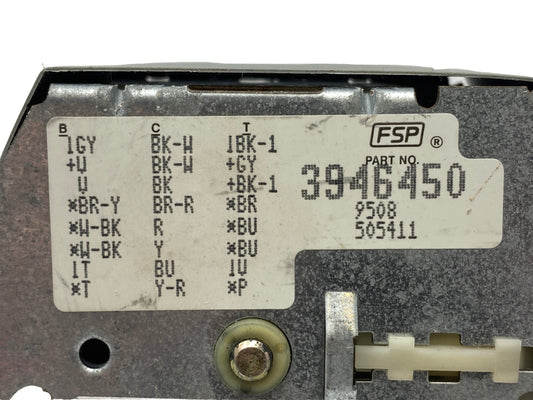 B C T
1GY BK-W 1BK-1
+V BK-W +GY
V BK +BK-1
*BR-Y BR-R *BR
*W-BK R *BU
*W-BK Y *BU
1T BU 1V
*T Y-R *P
FSP ®
PART NO.
3946450
9508
505411